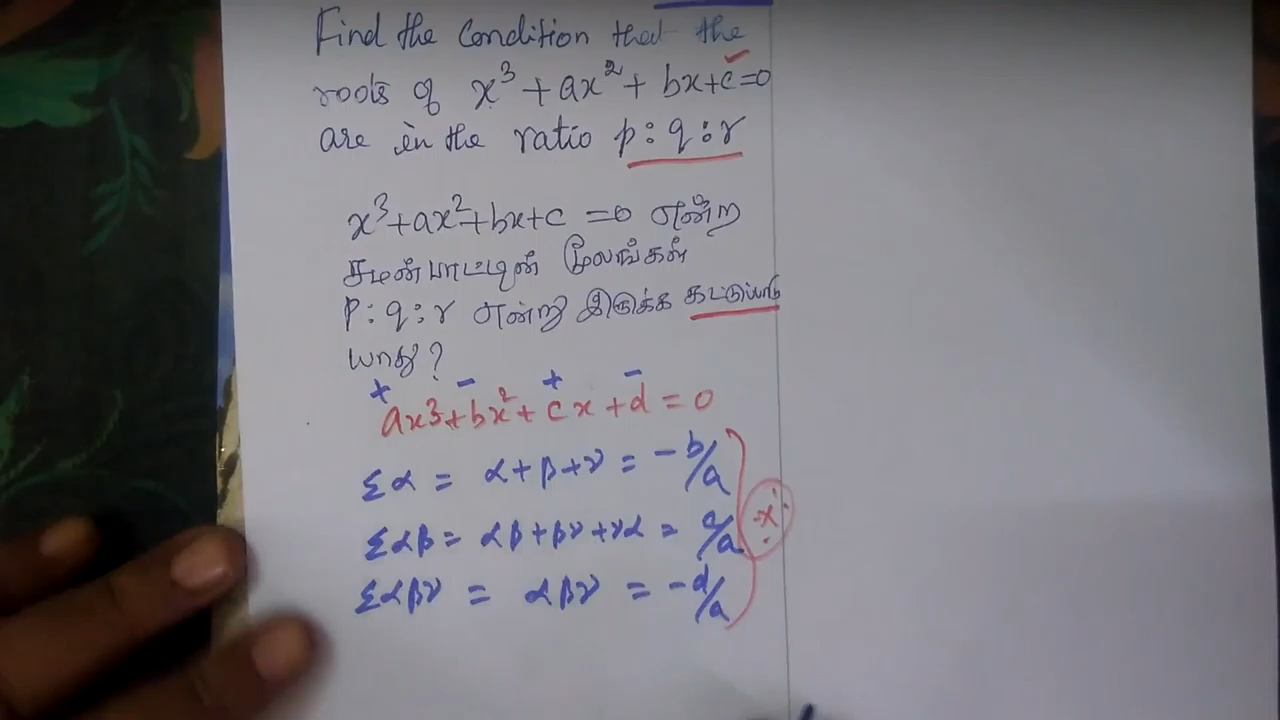 Find the Condition that the
roots of x³ + ax² + bx + c = 0
are in the ratio p : q : r
x³ + ax² + bx + c = 0 என்ற
சமன்பாட்டின் மூலங்கள்
p : q : r என்று இருக்க கட்டுப்பாடு
யாது ?
+ - + -
ax³ + bx² + cx + d = 0
Σα = α + β + γ = -b/a
Σαβ = αβ + βγ + γα = c/a
Σαβγ = αβγ = -d/a